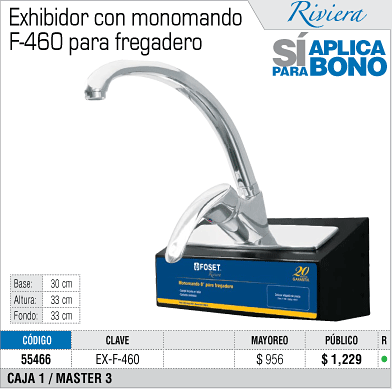 Exhibidor con monomando
F-460 para fregadero
Riviera
SÍ APLICA
PARA BONO
FOSET
Riviera
Monomando 8" para fregadero
20
Base: 30 cm
Altura: 33 cm
Fondo: 33 cm
CÓDIGO CLAVE MAYOREO PÚBLICO R
55466 EX-F-460 $ 956 $ 1,229
CAJA 1 / MASTER 3